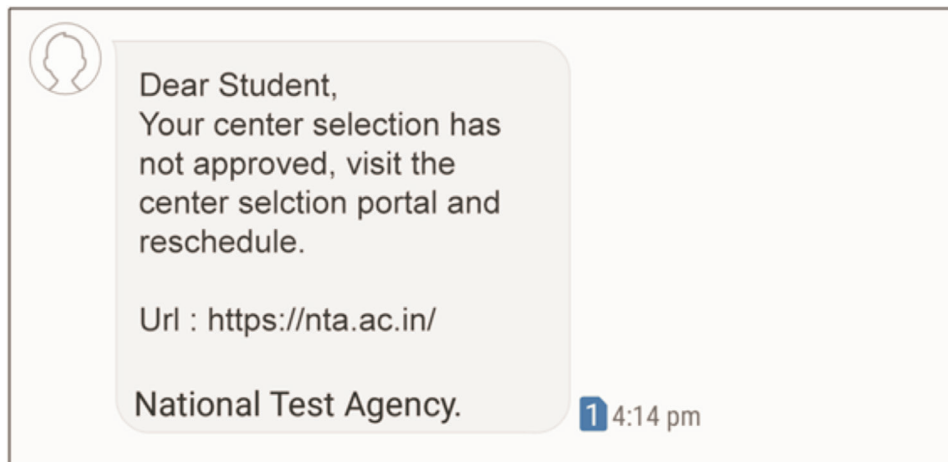 Dear Student,
Your center selection has
not approved, visit the
center selction portal and
reschedule.
Url : https://nta.ac.in/
National Test Agency.
1 4:14 pm